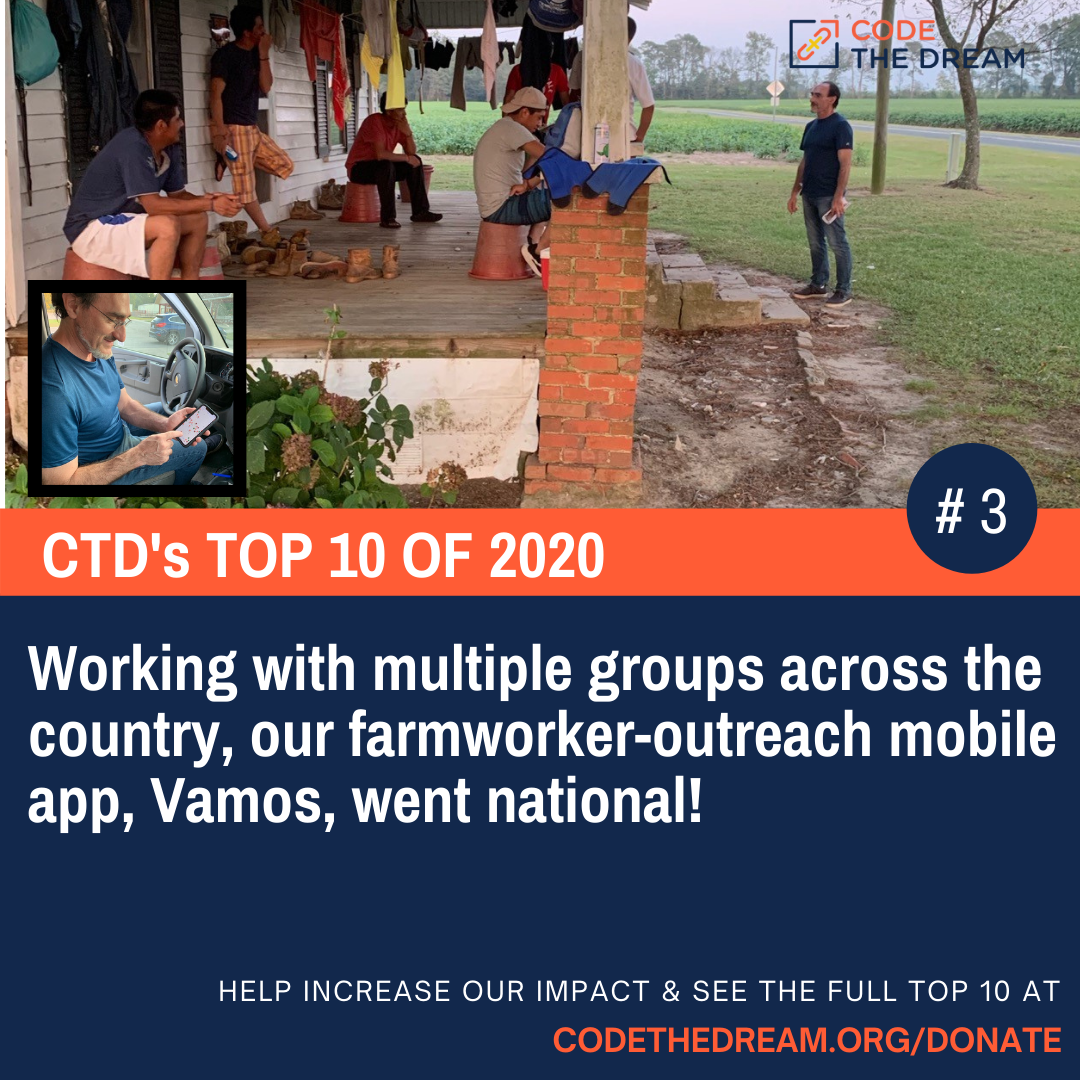 CODE
THE DREAM
# 3
CTD's TOP 10 OF 2020
Working with multiple groups across the
country, our farmworker-outreach mobile
app, Vamos, went national!
HELP INCREASE OUR IMPACT & SEE THE FULL TOP 10 AT
CODETHEDREAM.ORG/DONATE